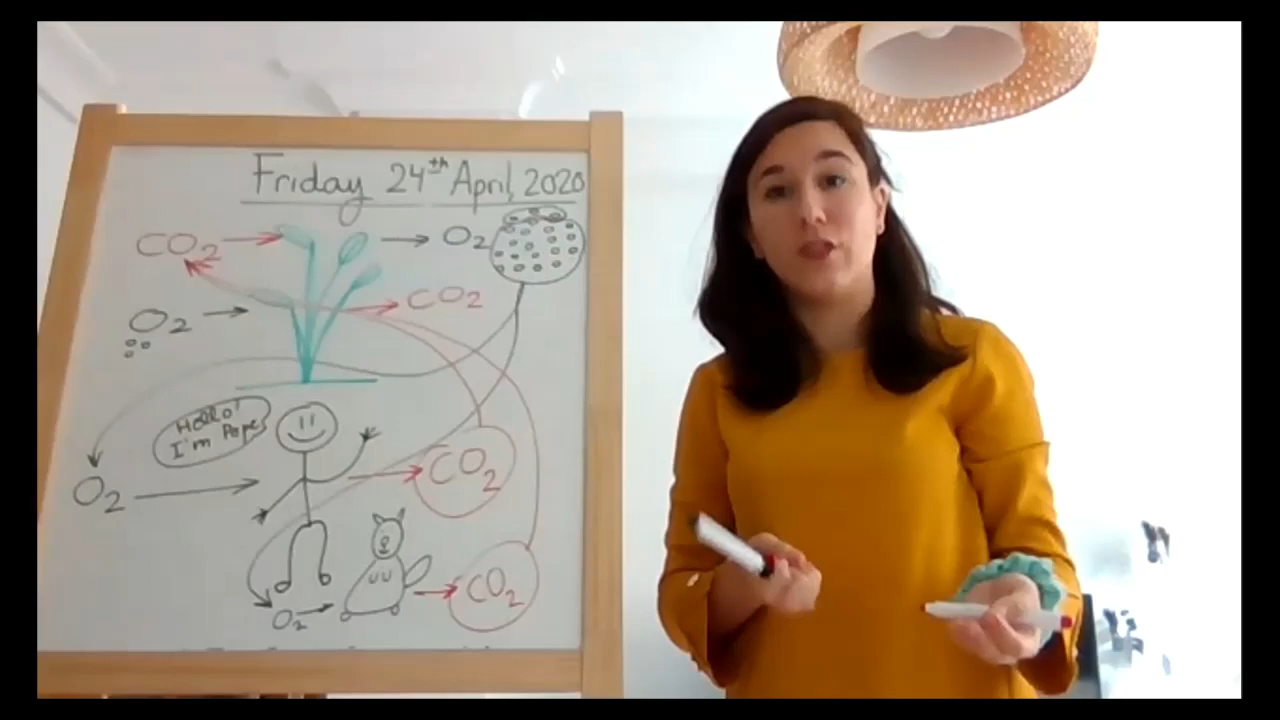 Friday 24th April, 2020
CO2 O2
CO2
O2
Hello!
I'm Pepe
CO2
O2
CO2
O2